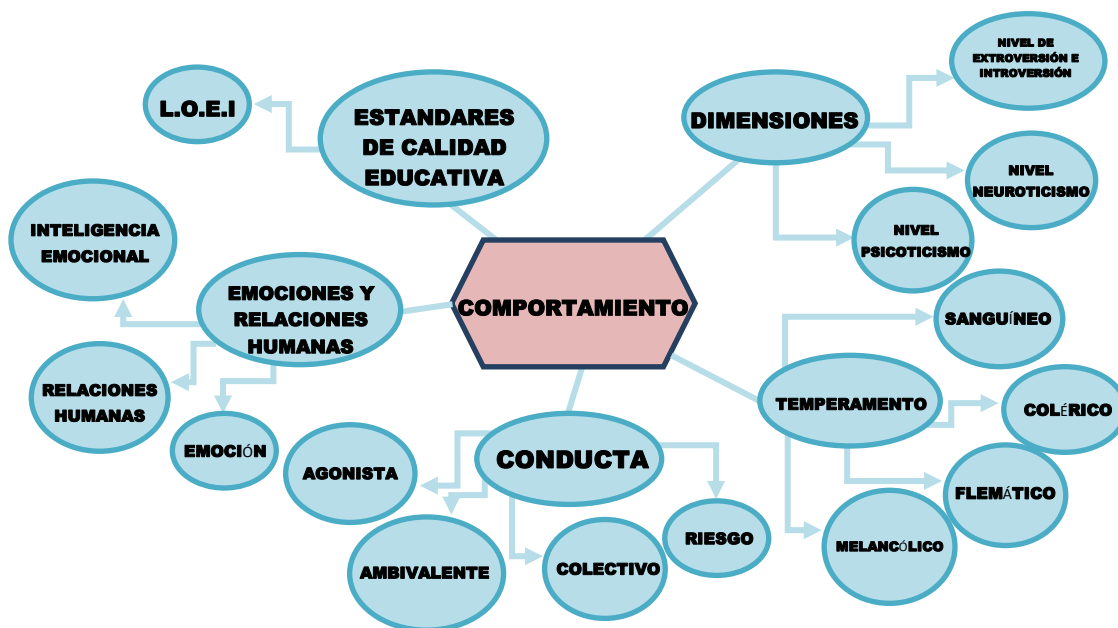 NIVEL DE
EXTROVERSIÓN E
INTROVERSIÓN
L.O.E.I
ESTANDARES
DE CALIDAD
EDUCATIVA
DIMENSIONES
NIVEL
NEUROTICISMO
NIVEL
PSICOTICISMO
INTELIGENCIA
EMOCIONAL
EMOCIONES Y
RELACIONES
HUMANAS
COMPORTAMIENTO
SANGUÍNEO
RELACIONES
HUMANAS
TEMPERAMENTO
COLÉRICO
EMOCIÓN
CONDUCTA
AGONISTA
FLEMÁTICO
RIESGO
MELANCÓLICO
AMBIVALENTE
COLECTIVO